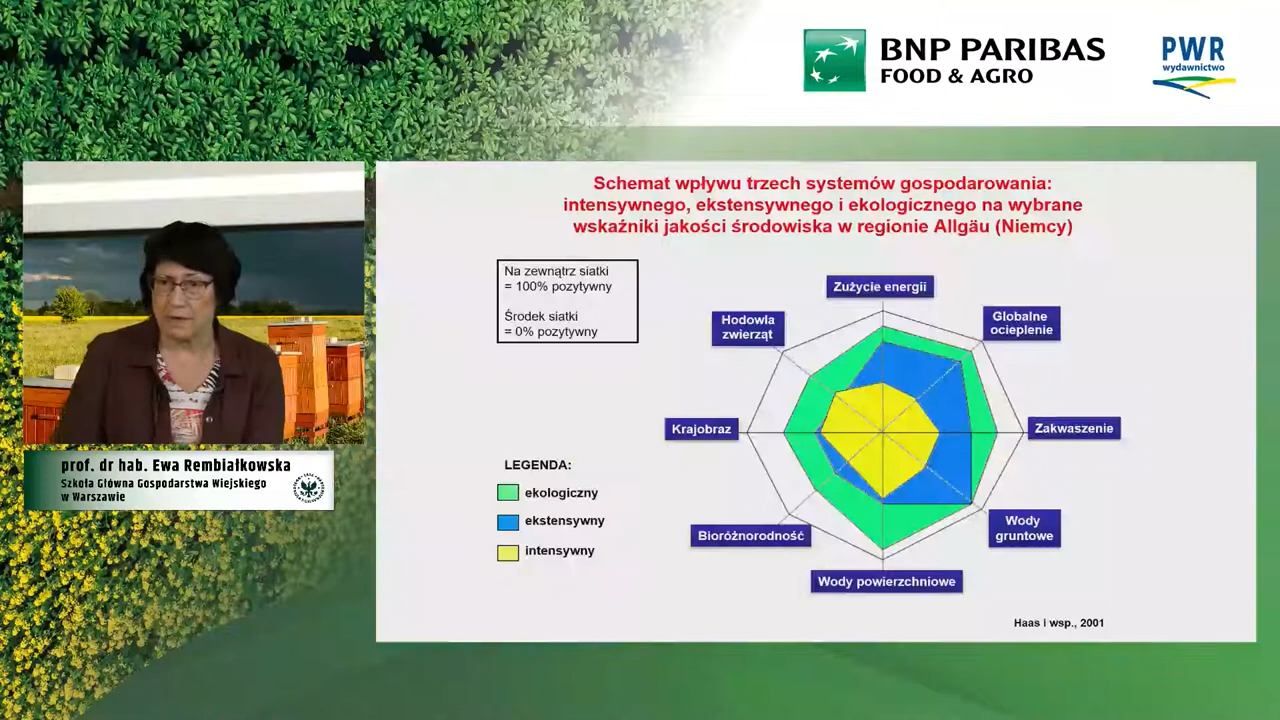 BNP PARIBAS
FOOD & AGRO
PWR
wydawnictwo
Schemat wpływu trzech systemów gospodarowania:
intensywnego, ekstensywnego i ekologicznego na wybrane
wskaźniki jakości środowiska w regionie Allgäu (Niemcy)
Na zewnątrz siatki
= 100% pozytywny
Środek siatki
= 0% pozytywny
Zużycie energii
Hodowla
zwierząt
Globalne
ocieplenie
Krajobraz
Zakwaszenie
LEGENDA:
ekologiczny
ekstensywny
intensywny
Bioróżnorodność
Wody
gruntowe
Wody powierzchniowe
Haas i wsp., 2001
prof. dr hab. Ewa Rembiałkowska
Szkoła Główna Gospodarstwa Wiejskiego
w Warszawie